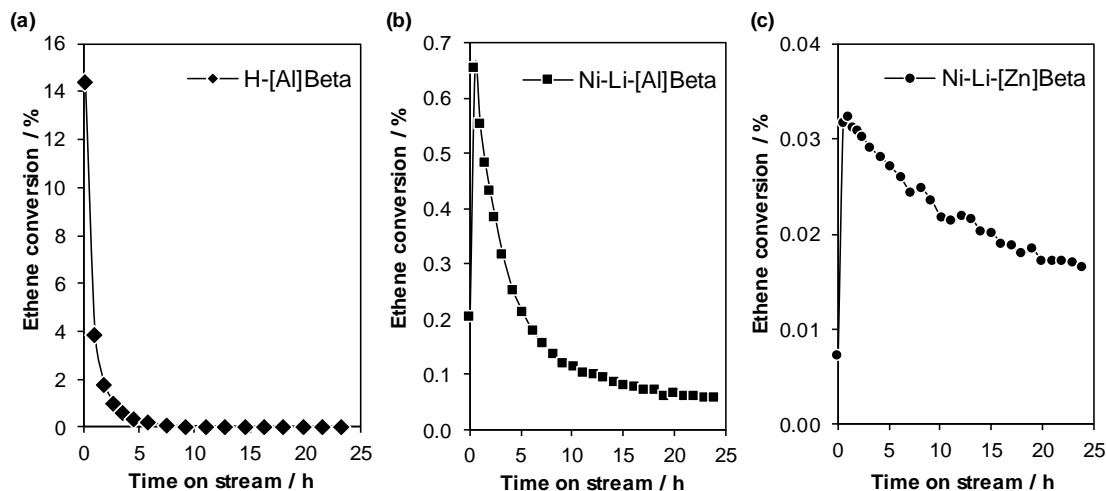 (a)
Ethene conversion / %
16
14
12
10
8
6
4
2
0
H-[Al]Beta
0 5 10 15 20 25
Time on stream / h
(b)
Ethene conversion / %
0.7
0.6
0.5
0.4
0.3
0.2
0.1
0.0
Ni-Li-[Al]Beta
0 5 10 15 20 25
Time on stream / h
(c)
Ethene conversion / %
0.04
0.03
0.02
0.01
0.00
Ni-Li-[Zn]Beta
0 5 10 15 20 25
Time on stream / h